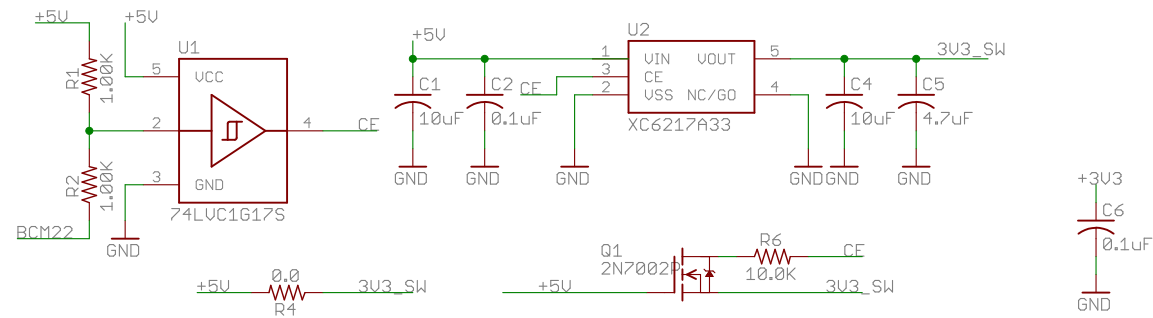 +5V
+5V
R1
1.00K
R2
1.00K
BCM22
U1
5
VCC
2
4
CE
3
GND
74LVC1G17S
GND
+5V
C1
10uF
GND
C2
0.1uF
GND
CE
U2
1
VIN
VOUT
5
3
CE
2
VSS
NC/GO
4
XC6217A33
GND
GND
3V3_SW
C4
10uF
GND
C5
4.7uF
GND
+3V3
C6
0.1uF
GND
+5V
0.0
R4
3V3_SW
Q1
2N7002P
+5V
R6
10.0K
CE
3V3_SW